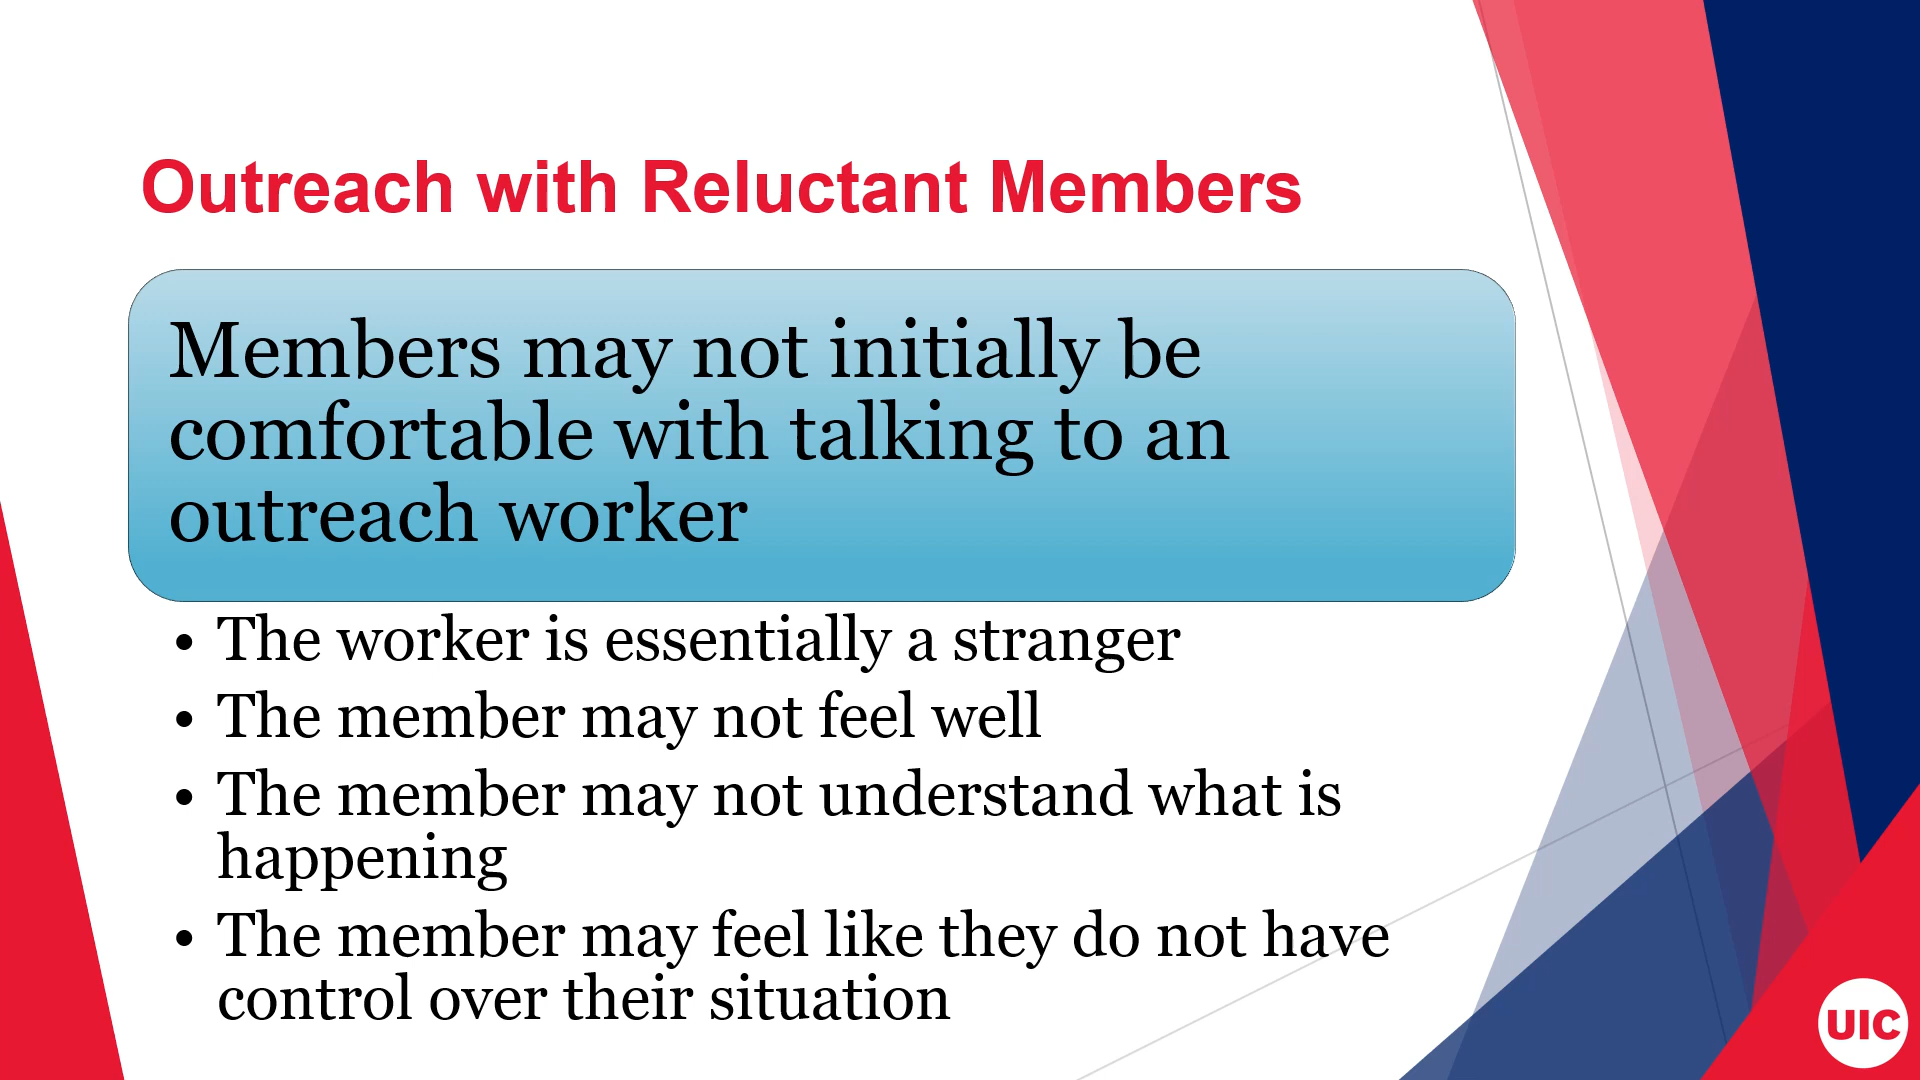 Outreach with Reluctant Members
Members may not initially be
comfortable with talking to an
outreach worker
• The worker is essentially a stranger
• The member may not feel well
• The member may not understand what is
happening
• The member may feel like they do not have
control over their situation
UIC